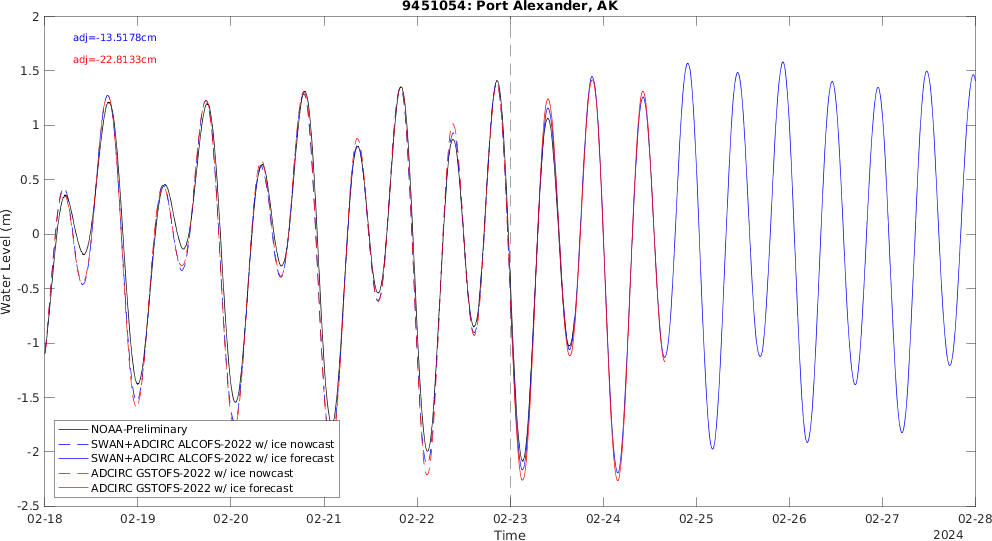 9451054: Port Alexander, AK
adj=-13.5178cm
adj=-22.8133cm
Water Level (m)
2
1.5
1
0.5
0
-0.5
-1
-1.5
-2
-2.5
NOAA-Preliminary
SWAN+ADCIRC ALCOFS-2022 w/ ice nowcast
SWAN+ADCIRC ALCOFS-2022 w/ ice forecast
ADCIRC GSTOFS-2022 w/ ice nowcast
ADCIRC GSTOFS-2022 w/ ice forecast
02-18 02-19 02-20 02-21 02-22 02-23 02-24 02-25 02-26 02-27 02-28
Time
2024